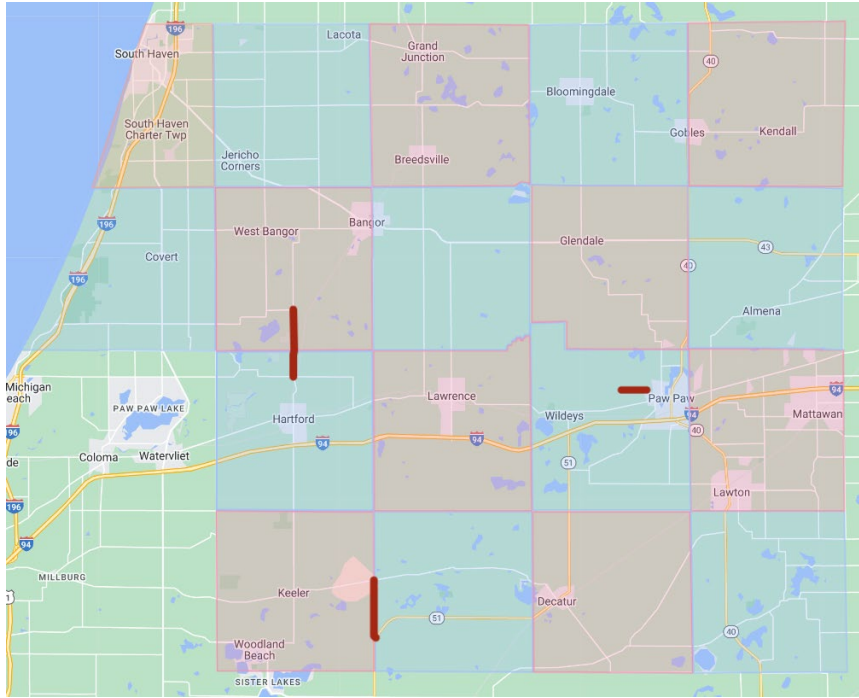 196
Lacota
South Haven
Grand
Junction
40
Bloomingdale
South Haven
Charter Twp
Gobles
Kendall
Jericho
Corners
Breedsville
196
Bangor
West Bangor
Glendale
43
Covert
40
196
Almena
Michigan
each
PAW PAW LAKE
Lawrence
94
Paw Paw
Hartford
Wildeys
94
Mattawan
196
94
94
40
de
Coloma
Watervliet
51
Lawton
196
94
MILLBURG
Keeler
Decatur
1
51
40
Woodland
Beach
SISTER LAKES